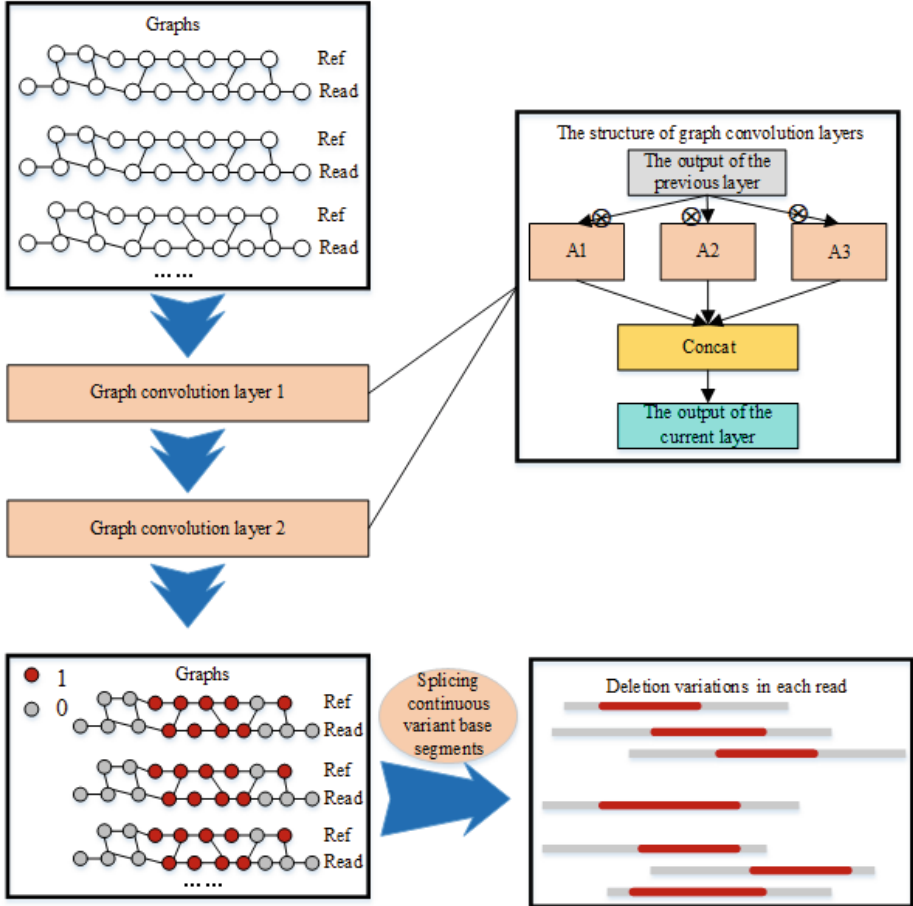 Graphs
Ref
Read
Ref
Read
Ref
Read
... ...
The structure of graph convolution layers
The output of the
previous layer
A1
A2
A3
Concat
The output of the
current layer
Graph convolution layer 1
Graph convolution layer 2
1
0
Graphs
Ref
Read
Ref
Read
Ref
Read
... ...
Splicing
continuous
variant base
segments
Deletion variations in each read